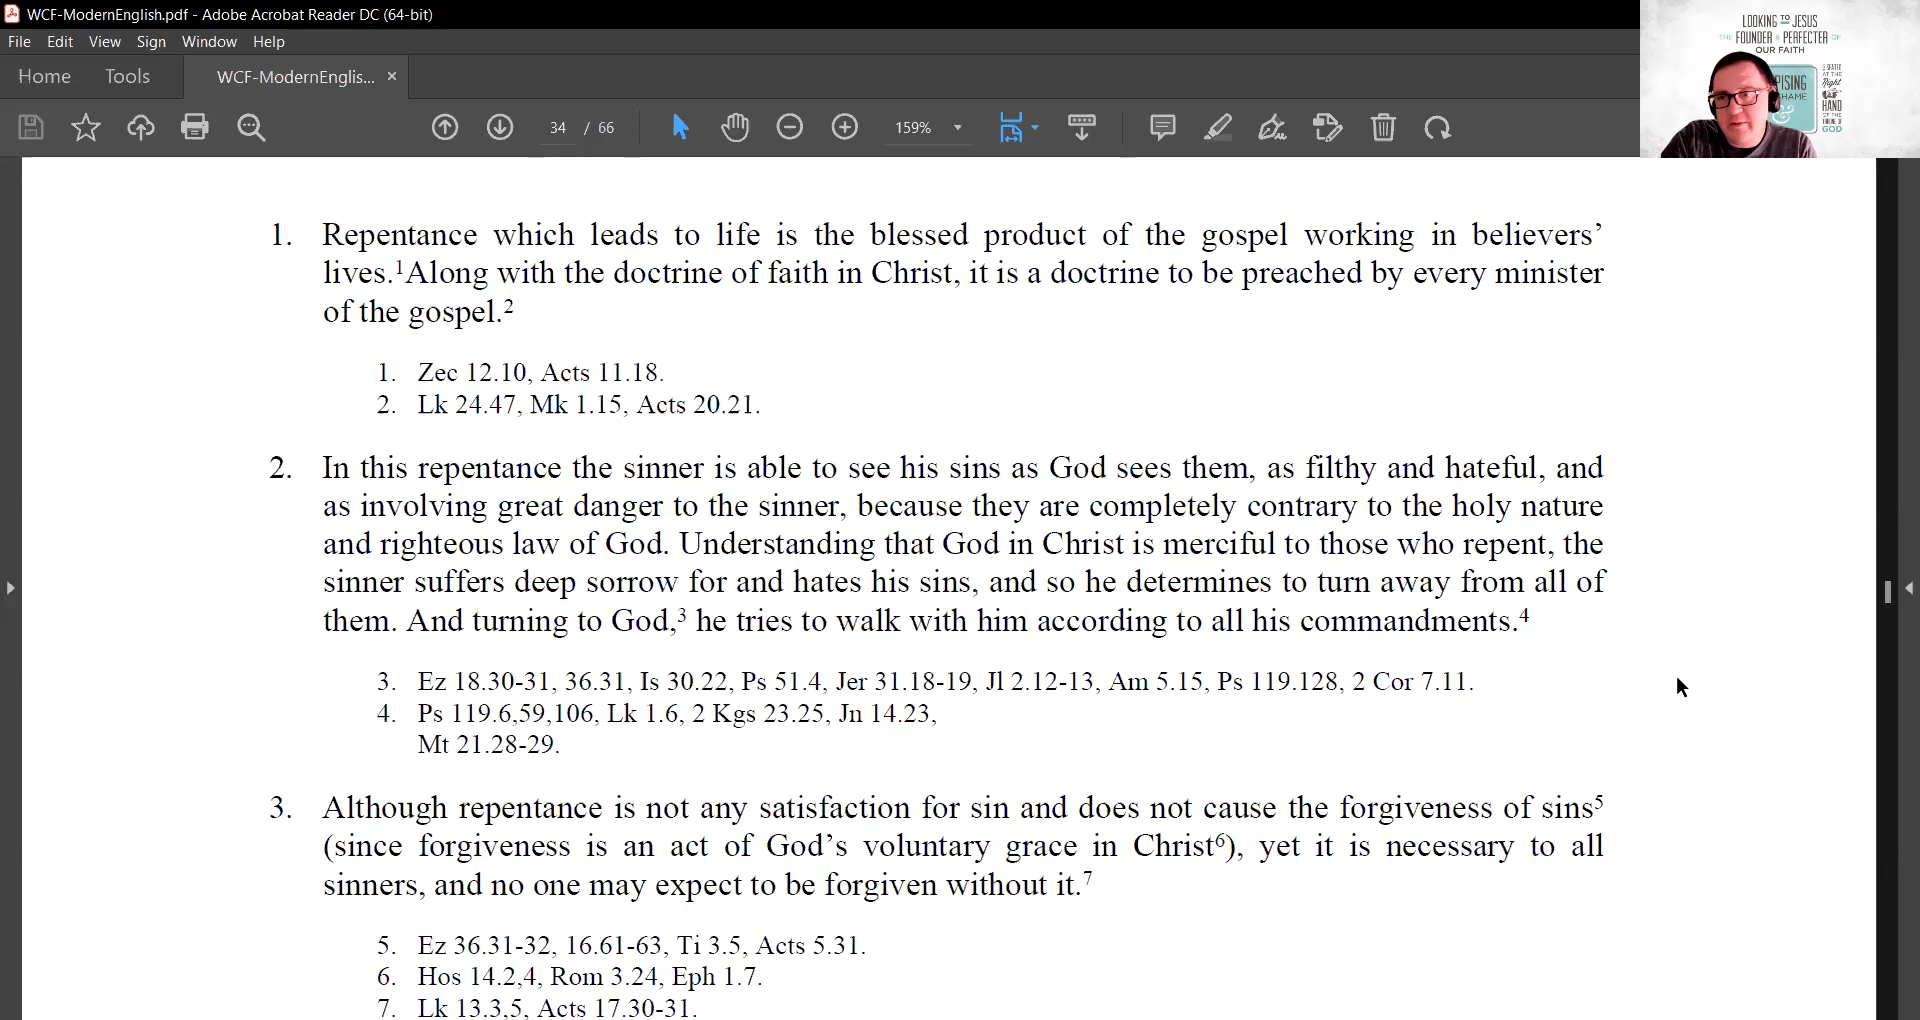 WCF-ModernEnglish.pdf - Adobe Acrobat Reader DC (64-bit)
File Edit View Sign Window Help
Home Tools WCF-ModernEnglis... ×
34 / 66 159%
LOOKING TO JESUS
THE FOUNDER & PERFECTER OF
OUR FAITH
PISING
SHAME
&
IS SEATED
AT THE
Right
HAND
OF THE
THRONE OF
GOD
1. Repentance which leads to life is the blessed product of the gospel working in believers’
lives.¹Along with the doctrine of faith in Christ, it is a doctrine to be preached by every minister
of the gospel.²
1. Zec 12.10, Acts 11.18.
2. Lk 24.47, Mk 1.15, Acts 20.21.
2. In this repentance the sinner is able to see his sins as God sees them, as filthy and hateful, and
as involving great danger to the sinner, because they are completely contrary to the holy nature
and righteous law of God. Understanding that God in Christ is merciful to those who repent, the
sinner suffers deep sorrow for and hates his sins, and so he determines to turn away from all of
them. And turning to God,³ he tries to walk with him according to all his commandments.⁴
3. Ez 18.30-31, 36.31, Is 30.22, Ps 51.4, Jer 31.18-19, Jl 2.12-13, Am 5.15, Ps 119.128, 2 Cor 7.11.
4. Ps 119.6,59,106, Lk 1.6, 2 Kgs 23.25, Jn 14.23,
Mt 21.28-29.
3. Although repentance is not any satisfaction for sin and does not cause the forgiveness of sins⁵
(since forgiveness is an act of God’s voluntary grace in Christ⁶), yet it is necessary to all
sinners, and no one may expect to be forgiven without it.⁷
5. Ez 36.31-32, 16.61-63, Ti 3.5, Acts 5.31.
6. Hos 14.2,4, Rom 3.24, Eph 1.7.
7. Lk 13.3,5, Acts 17.30-31.